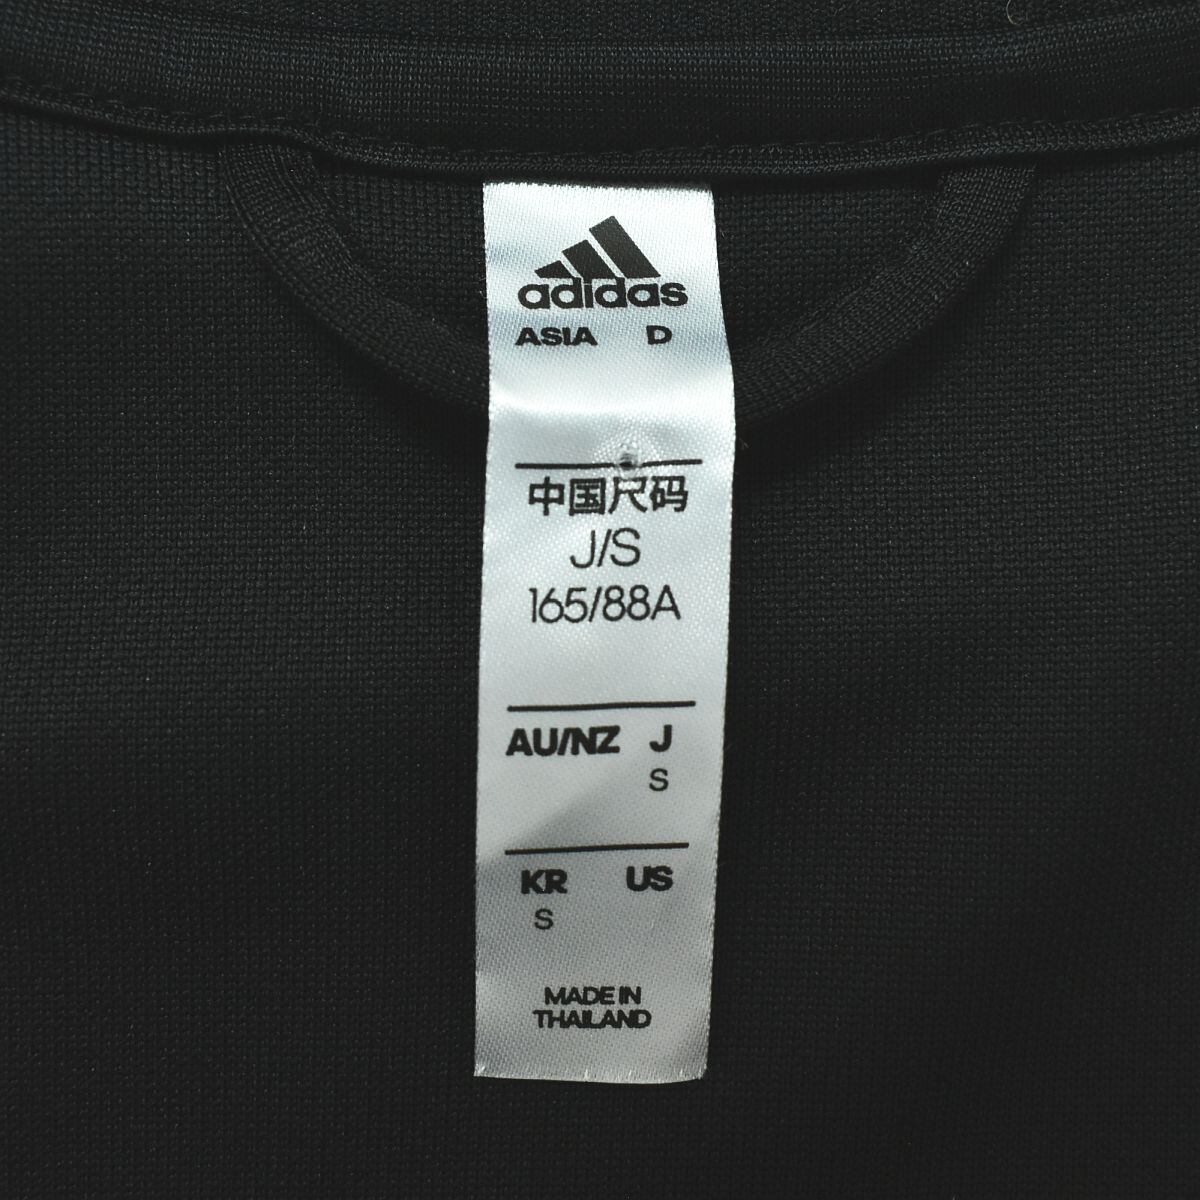 adidas
ASIA D
中国尺码
J/S
165/88A
AU/NZ J
S
KR US
S
MADE IN
THAILAND